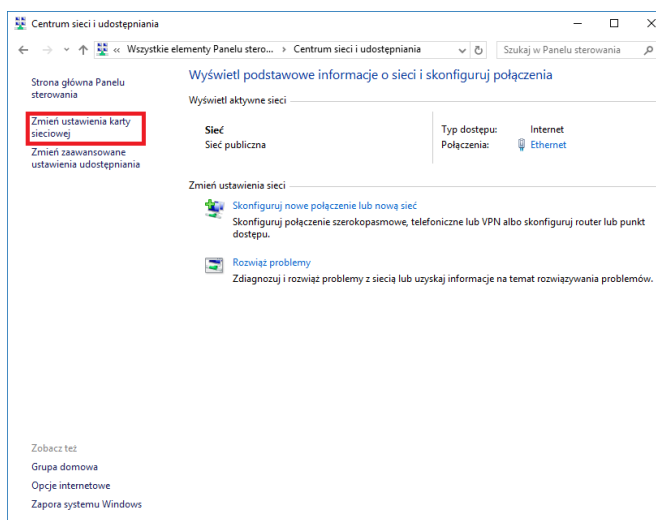 Centrum sieci i udostępniania
« Wszystkie elementy Panelu stero... › Centrum sieci i udostępniania
Szukaj w Panelu sterowania
Strona główna Panelu
sterowania
Zmień ustawienia karty
sieciowej
Zmień zaawansowane
ustawienia udostępniania
Wyświetl podstawowe informacje o sieci i skonfiguruj połączenia
Wyświetl aktywne sieci
Sieć
Sieć publiczna
Typ dostępu: Internet
Połączenia: Ethernet
Zmień ustawienia sieci
Skonfiguruj nowe połączenie lub nową sieć
Skonfiguruj połączenie szerokopasmowe, telefoniczne lub VPN albo skonfiguruj router lub punkt
dostępu.
Rozwiąż problemy
Zdiagnozuj i rozwiąż problemy z siecią lub uzyskaj informacje na temat rozwiązywania problemów.
Zobacz też
Grupa domowa
Opcje internetowe
Zapora systemu Windows